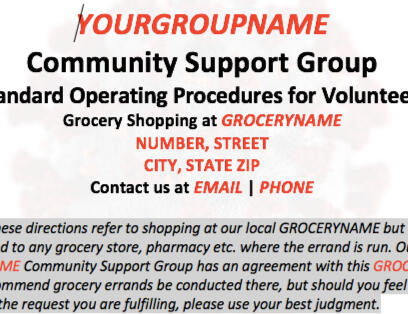 YOURGROUPNAME
Community Support Group
andard Operating Procedures for Voluntee
Grocery Shopping at GROCERYNAME
NUMBER, STREET
CITY, STATE ZIP
Contact us at EMAIL | PHONE
hese directions refer to shopping at our local GROCERYNAME but
d to any grocery store, pharmacy etc. where the errand is run. O
ME Community Support Group has an agreement with this GROC
ommend grocery errands be conducted there, but should you feel
the request you are fulfilling, please use your best judgment.